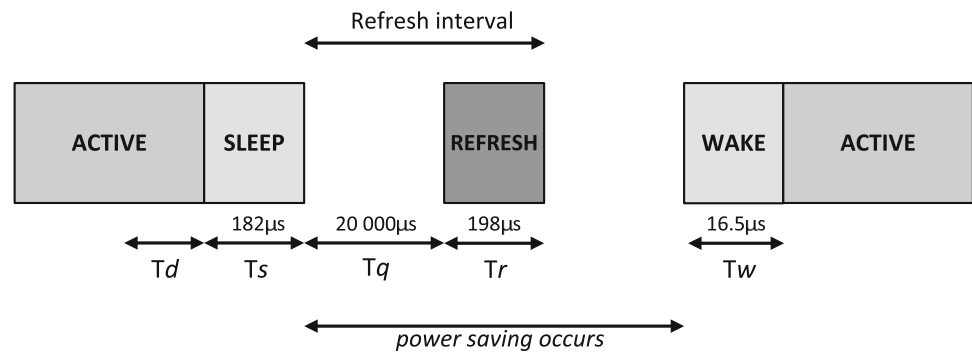 Refresh interval
ACTIVE SLEEP REFRESH WAKE ACTIVE
182µs 20 000µs 198µs 16.5µs
Td Ts Tq Tr Tw
power saving occurs